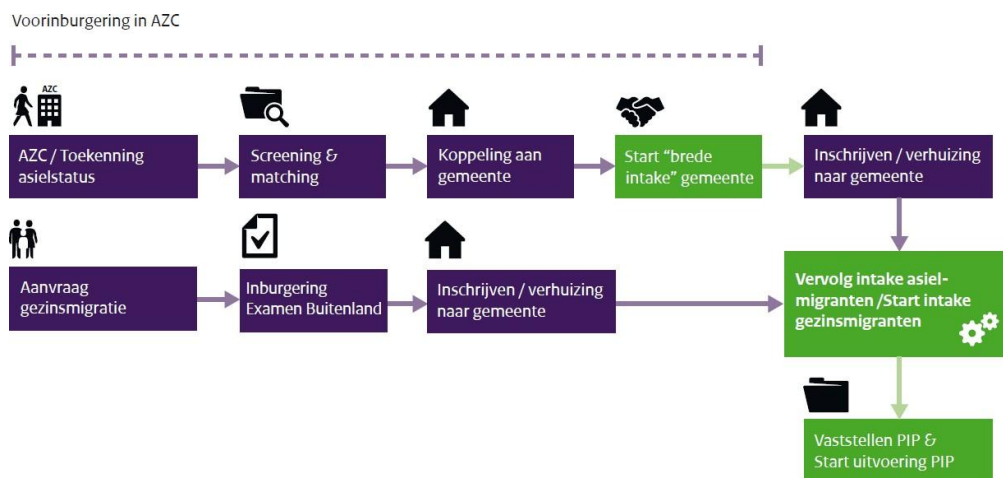 Voorinburgering in AZC
AZC
AZC / Toekenning
asielstatus
Screening &
matching
Koppeling aan
gemeente
Start “brede
intake” gemeente
Inschrijven / verhuizing
naar gemeente
Aanvraag
gezinsmigratie
Inburgering
Examen Buitenland
Inschrijven / verhuizing
naar gemeente
Vervolg intake asiel-
migranten /Start intake
gezinsmigranten
Vaststellen PIP &
Start uitvoering PIP